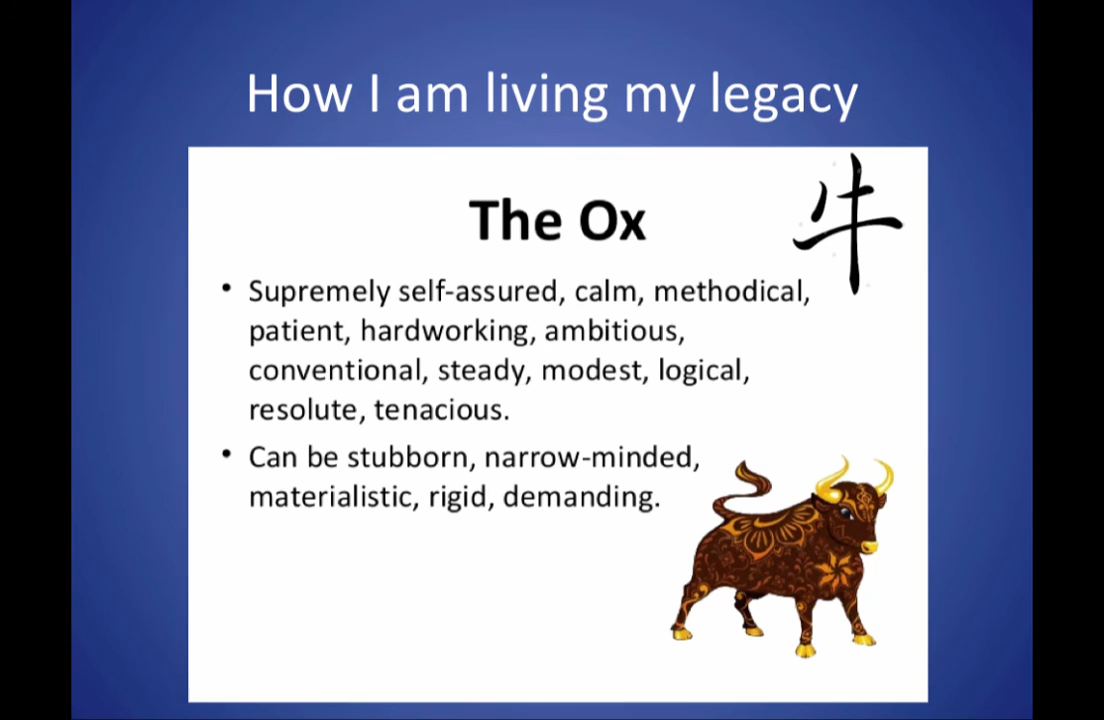 How I am living my legacy
The Ox
牛
• Supremely self-assured, calm, methodical,
patient, hardworking, ambitious,
conventional, steady, modest, logical,
resolute, tenacious.
• Can be stubborn, narrow-minded,
materialistic, rigid, demanding.